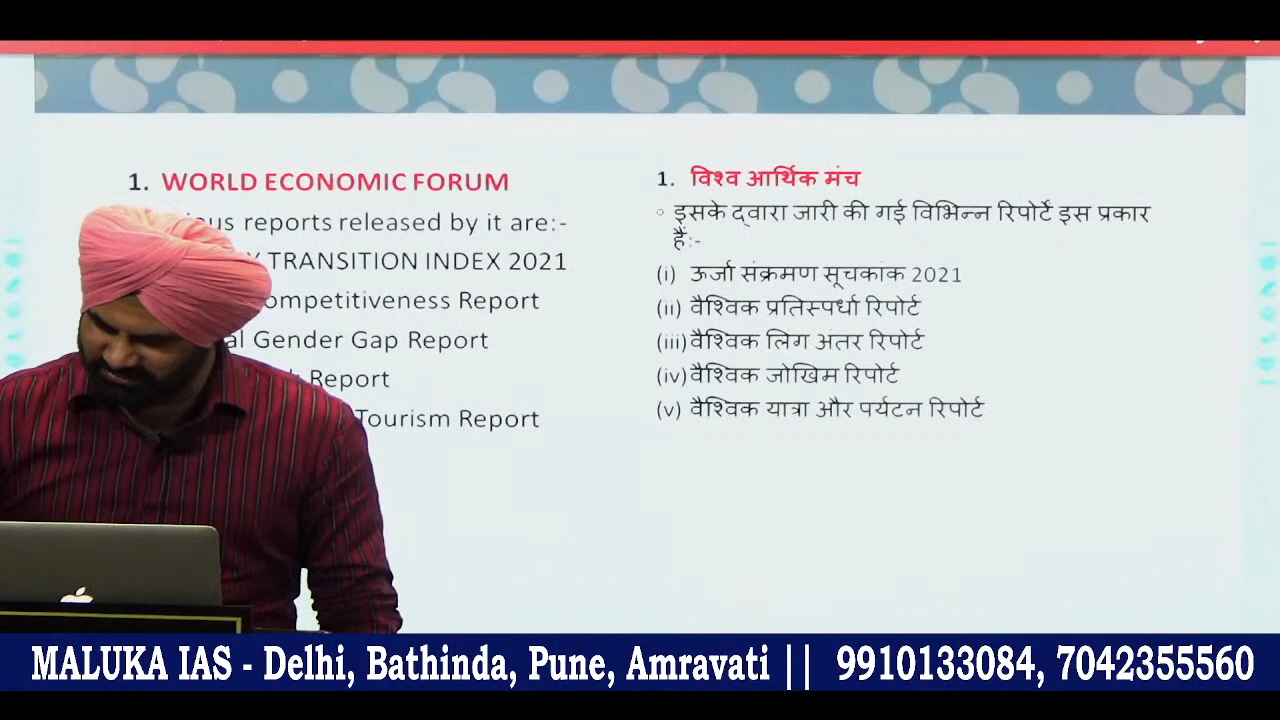 1. WORLD ECONOMIC FORUM
reports released by it are:-
TRANSITION INDEX 2021
ompetitiveness Report
Gender Gap Report
Report
Tourism Report
1. विश्व आर्थिक मंच
इसके द्वारा जारी की गई विभिन्न रिपोर्टें इस प्रकार
हैं:-
(i) ऊर्जा संक्रमण सूचकांक 2021
(ii) वैश्विक प्रतिस्पर्धा रिपोर्ट
(iii) वैश्विक लिंग अंतर रिपोर्ट
(iv) वैश्विक जोखिम रिपोर्ट
(v) वैश्विक यात्रा और पर्यटन रिपोर्ट
MALUKA IAS - Delhi, Bathinda, Pune, Amravati || 9910133084, 7042355560